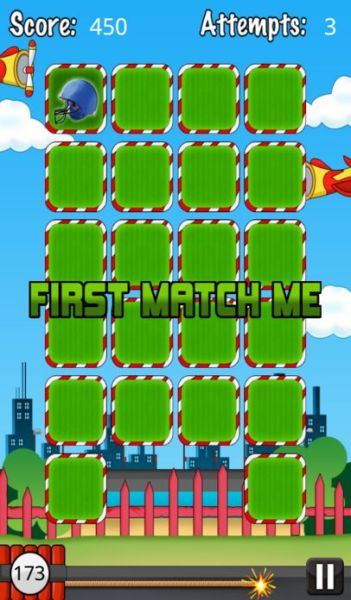 Score: 450 Attempts: 3
FIRST MATCH ME
173